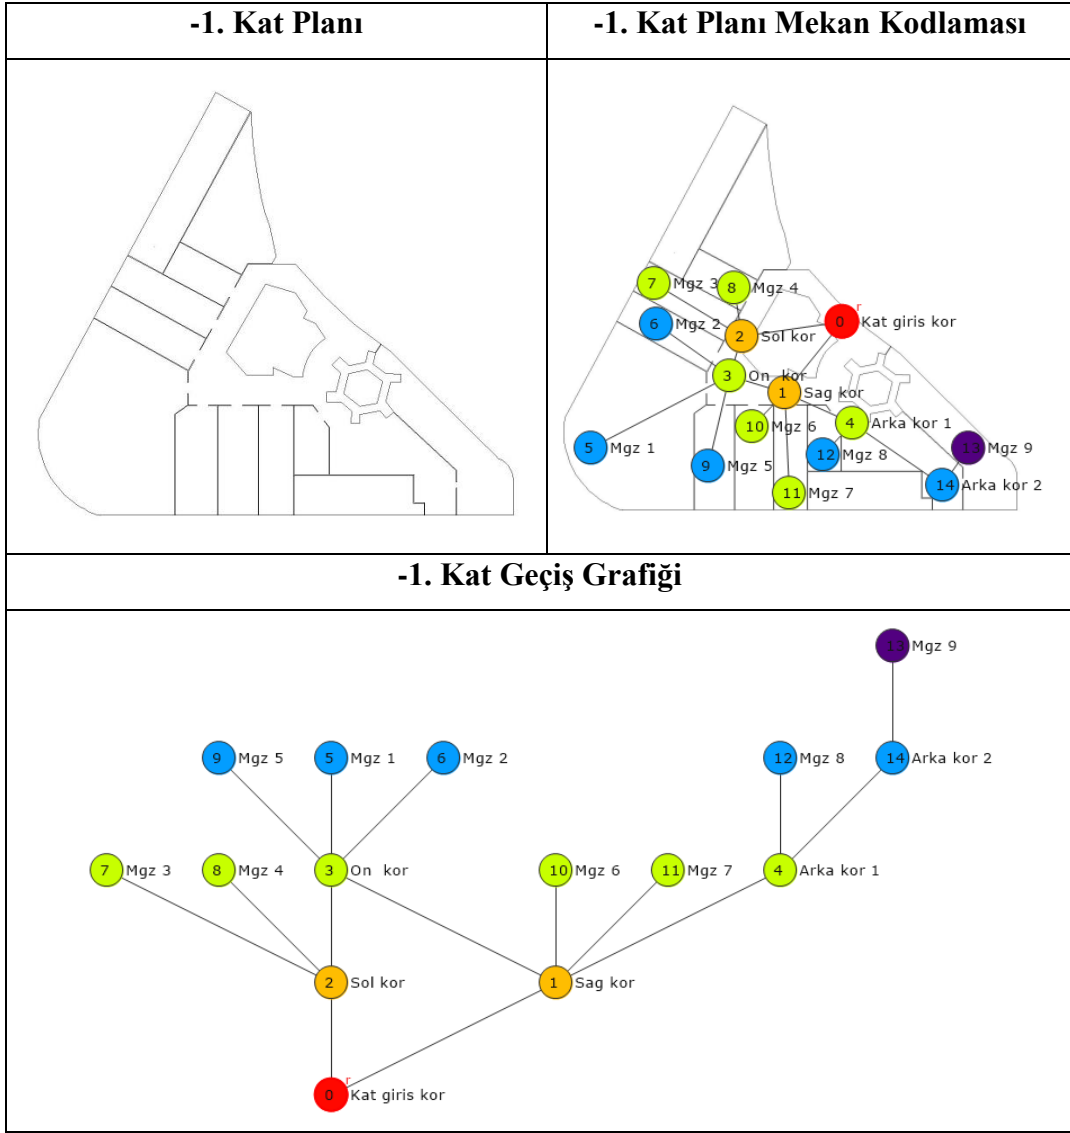 -1. Kat Planı
-1. Kat Planı Mekan Kodlaması
7 Mgz 3
8 Mgz 4
r
0 Kat giris kor
6 Mgz 2
2 Sol kor
3 On kor
1 Sag kor
10 Mgz 6
4 Arka kor 1
5 Mgz 1
9 Mgz 5
12 Mgz 8
13 Mgz 9
11 Mgz 7
14 Arka kor 2
-1. Kat Geçiş Grafiği
13 Mgz 9
9 Mgz 5
5 Mgz 1
6 Mgz 2
12 Mgz 8
14 Arka kor 2
7 Mgz 3
8 Mgz 4
3 On kor
10 Mgz 6
11 Mgz 7
4 Arka kor 1
2 Sol kor
1 Sag kor
r
0 Kat giris kor